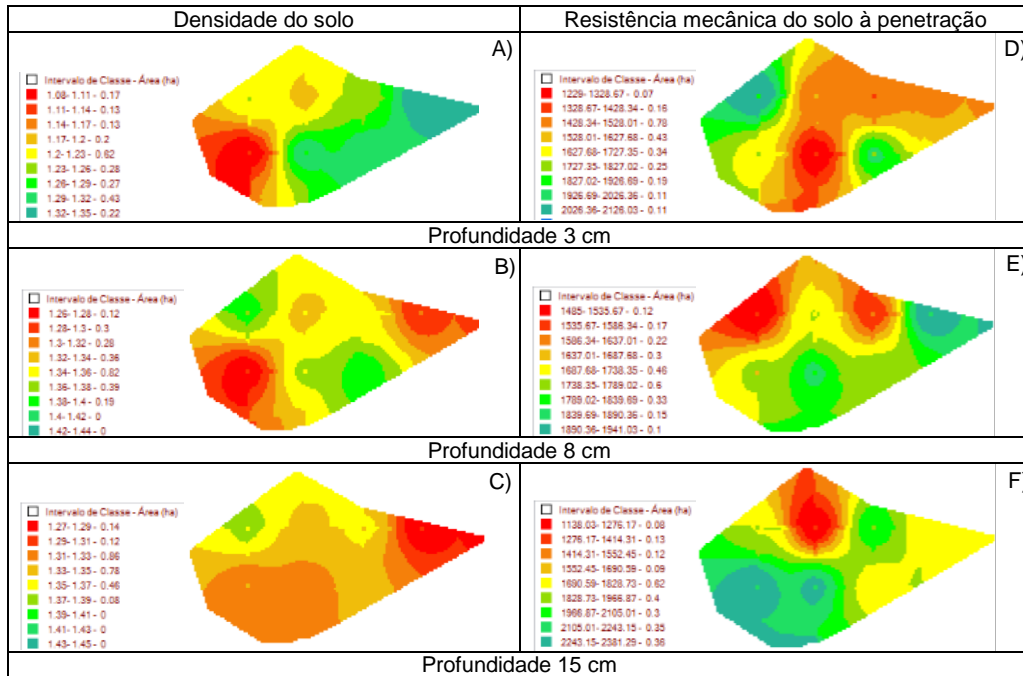 Densidade do solo
Resistência mecânica do solo à penetração
A)
Intervalo de Classe - Área (ha)
1.08- 1.11 - 0.17
1.11- 1.14 - 0.13
1.14- 1.17 - 0.13
1.17- 1.2 - 0.2
1.2- 1.23 - 0.62
1.23- 1.26 - 0.28
1.26- 1.29 - 0.27
1.29- 1.32 - 0.43
1.32- 1.35 - 0.22
D)
Intervalo de Classe - Área (ha)
1229- 1328.67 - 0.07
1328.67- 1428.34 - 0.16
1428.34- 1528.01 - 0.78
1528.01- 1627.68 - 0.43
1627.68- 1727.35 - 0.34
1727.35- 1827.02 - 0.25
1827.02- 1926.69 - 0.19
1926.69- 2026.36 - 0.11
2026.36- 2126.03 - 0.11
Profundidade 3 cm
B)
Intervalo de Classe - Área (ha)
1.26- 1.28 - 0.12
1.28- 1.3 - 0.3
1.3- 1.32 - 0.28
1.32- 1.34 - 0.36
1.34- 1.36 - 0.82
1.36- 1.38 - 0.39
1.38- 1.4 - 0.19
1.4- 1.42 - 0
1.42- 1.44 - 0
E)
Intervalo de Classe - Área (ha)
1485- 1535.67 - 0.12
1535.67- 1586.34 - 0.17
1586.34- 1637.01 - 0.22
1637.01- 1687.68 - 0.3
1687.68- 1738.35 - 0.46
1738.35- 1789.02 - 0.6
1789.02- 1839.69 - 0.33
1839.69- 1890.36 - 0.15
1890.36- 1941.03 - 0.1
Profundidade 8 cm
C)
Intervalo de Classe - Área (ha)
1.27- 1.29 - 0.14
1.29- 1.31 - 0.12
1.31- 1.33 - 0.86
1.33- 1.35 - 0.78
1.35- 1.37 - 0.46
1.37- 1.39 - 0.08
1.39- 1.41 - 0
1.41- 1.43 - 0
1.43- 1.45 - 0
F)
Intervalo de Classe - Área (ha)
1138.03- 1276.17 - 0.08
1276.17- 1414.31 - 0.13
1414.31- 1552.45 - 0.12
1552.45- 1690.59 - 0.09
1690.59- 1828.73 - 0.62
1828.73- 1966.87 - 0.4
1966.87- 2105.01 - 0.3
2105.01- 2243.15 - 0.35
2243.15- 2381.29 - 0.36
Profundidade 15 cm